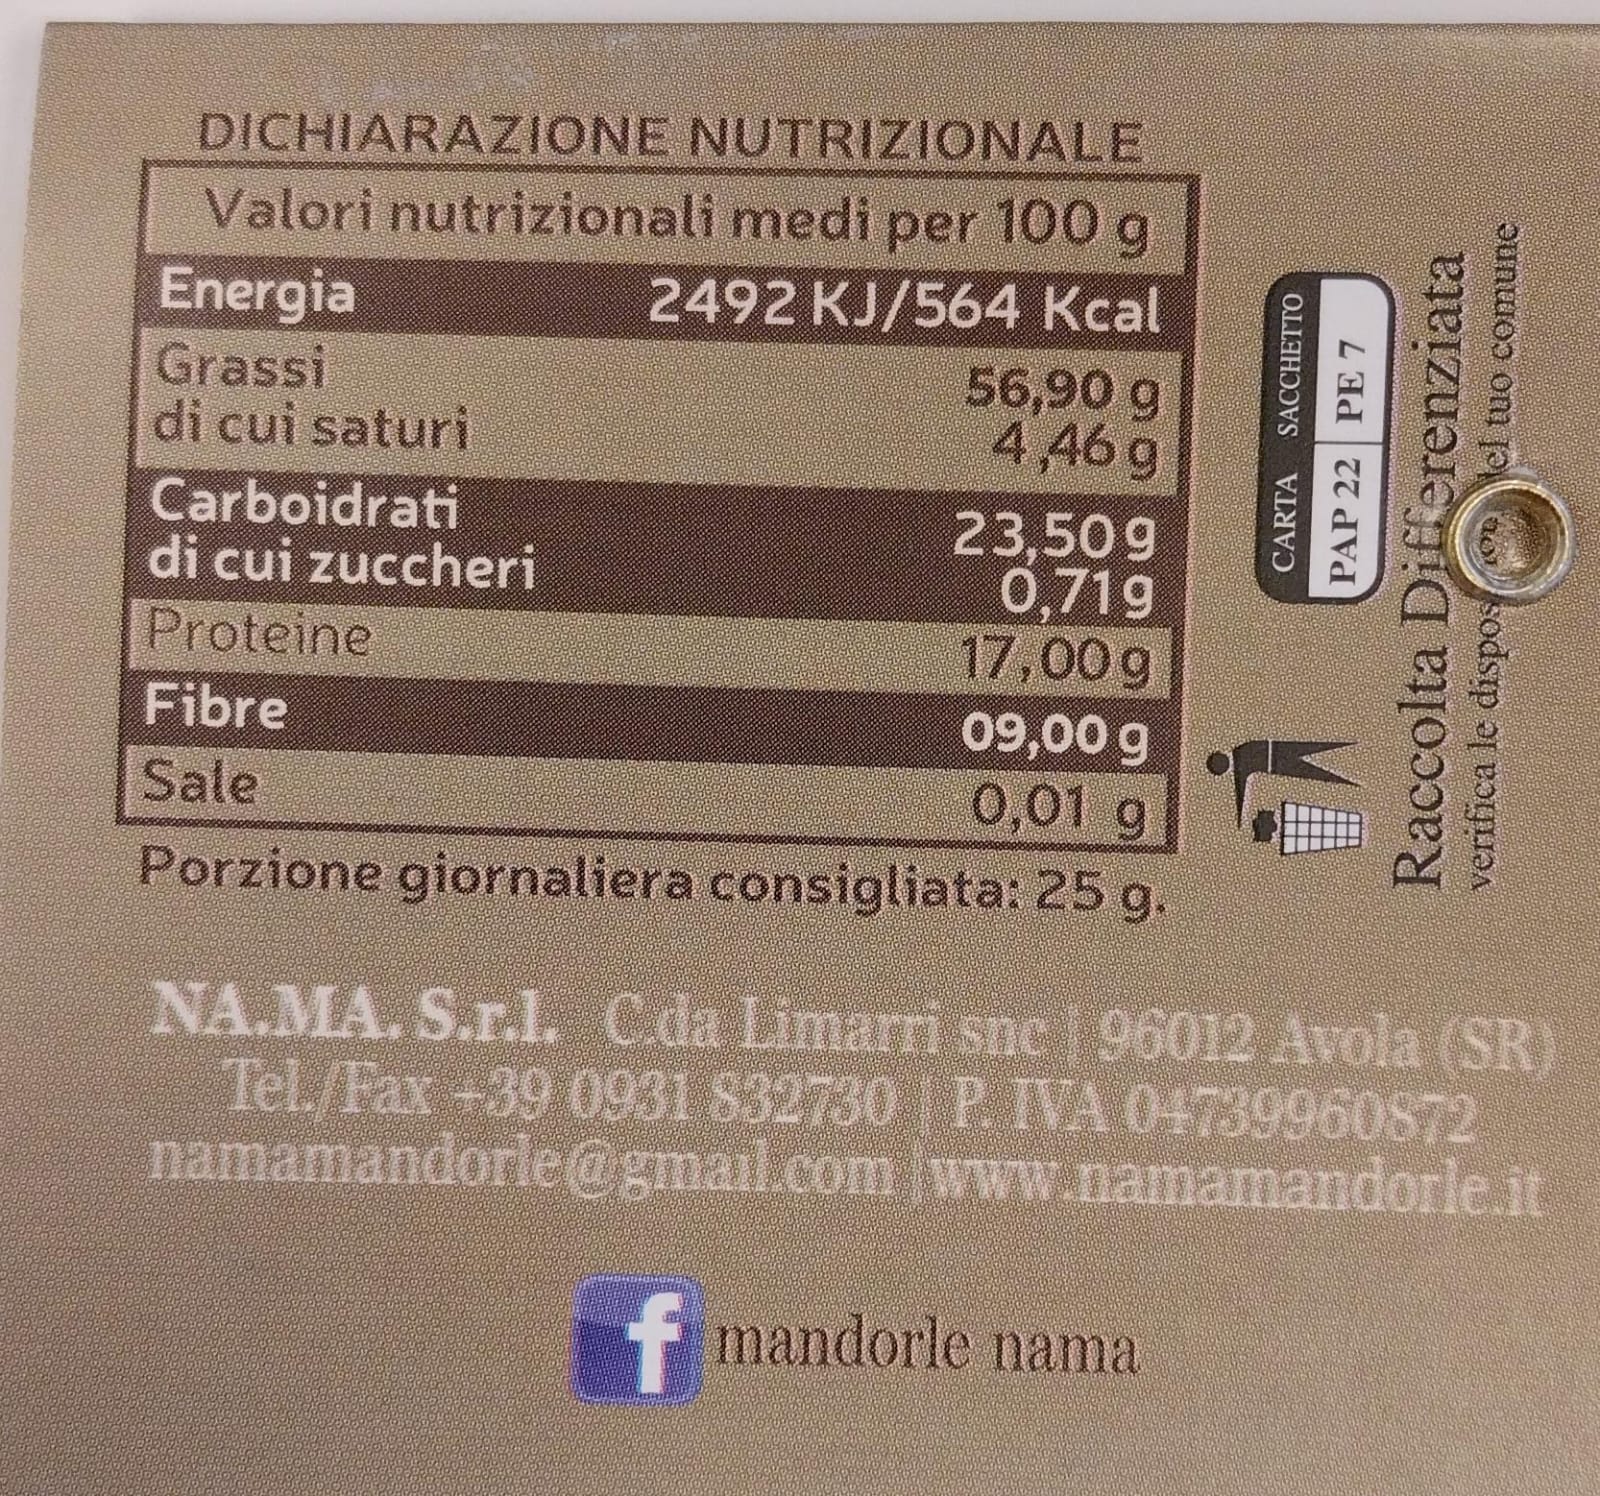 DICHIARAZIONE NUTRIZIONALE
Valori nutrizionali medi per 100 g
Energia 2492 KJ/564 Kcal
Grassi 56,90 g
di cui saturi 4,46 g
Carboidrati 23,50 g
di cui zuccheri 0,71 g
Proteine 17,00 g
Fibre 09,00 g
Sale 0,01 g
Porzione giornaliera consigliata: 25 g.
CARTA SACCHETTO
PAP 22 PE 7
Raccolta Differenziata
verifica le del tuo comune
NA.MA. S.r.l. C.da Limarri snc | 96012 Avola (SR)
Tel./Fax +39 0931 832730 | P. IVA 04739960872
namamandorle@gmail.com |www.namamandorle.it
f mandorle nama